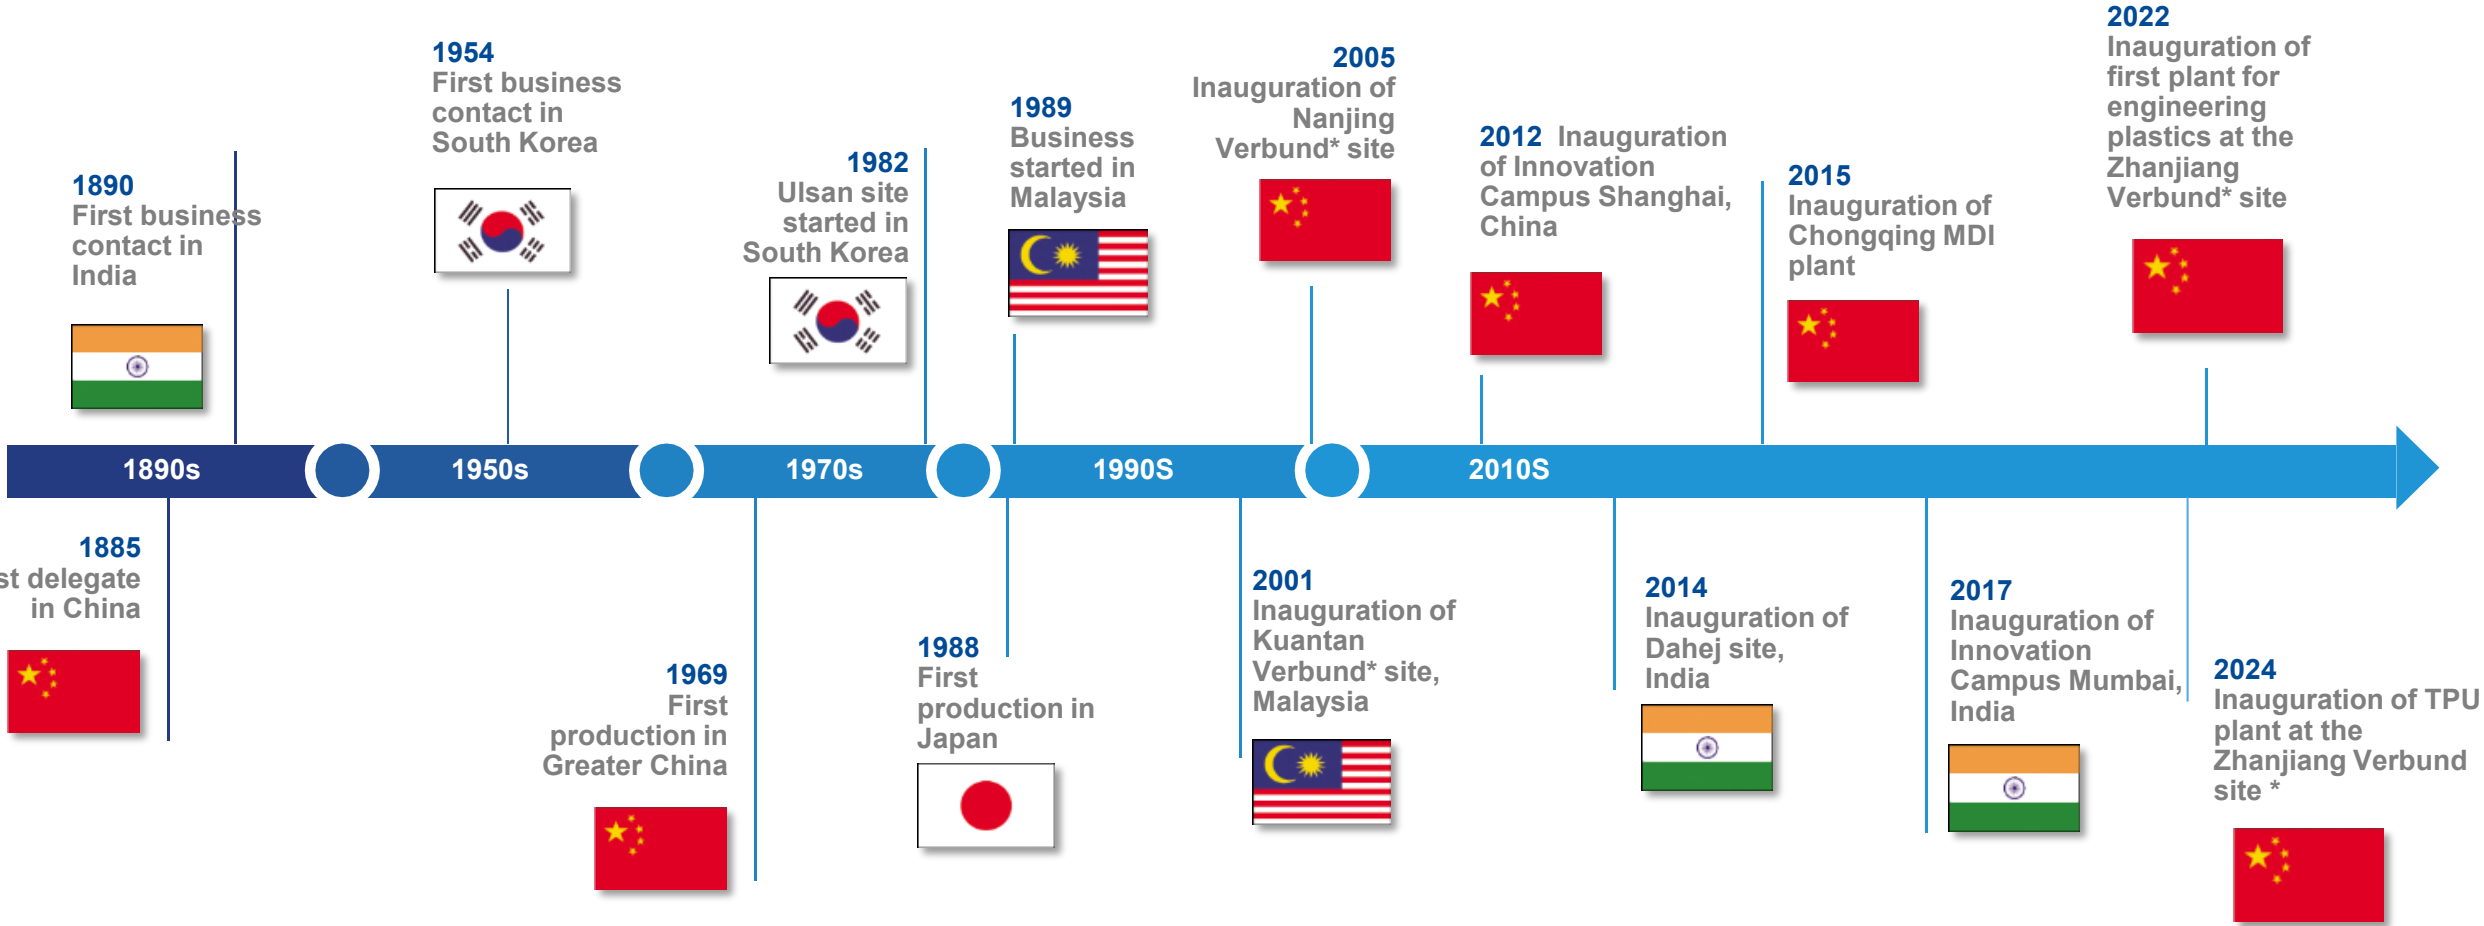 1890
First business
contact in
India
1954
First business
contact in
South Korea
1982
Ulsan site
started in
South Korea
1989
Business
started in
Malaysia
2005
Inauguration of
Nanjing
Verbund* site
2012 Inauguration
of Innovation
Campus Shanghai,
China
2015
Inauguration of
Chongqing MDI
plant
2022
Inauguration of
first plant for
engineering
plastics at the
Zhanjiang
Verbund* site
1890s
1950s
1970s
1990S
2010S
1885
st delegate
in China
1969
First
production in
Greater China
1988
First
production in
Japan
2001
Inauguration of
Kuantan
Verbund* site,
Malaysia
2014
Inauguration of
Dahej site,
India
2017
Inauguration of
Innovation
Campus Mumbai,
India
2024
Inauguration of TPU
plant at the
Zhanjiang Verbund
site *